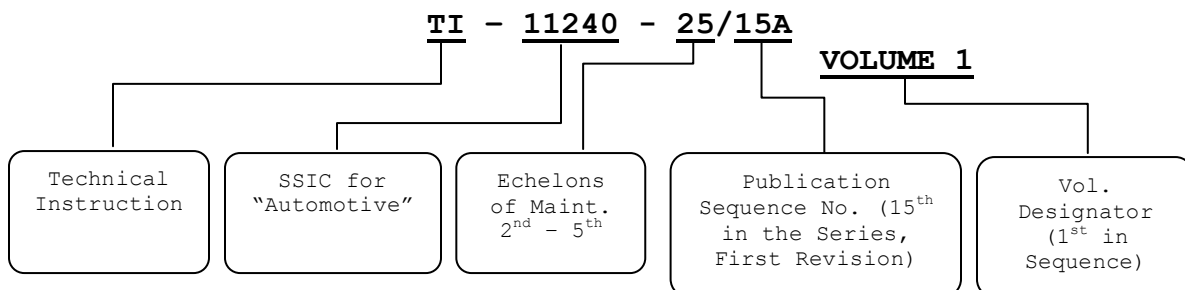 TI – 11240 - 25/15A
VOLUME 1
Technical
Instruction
SSIC for
“Automotive”
Echelons
of Maint.
2nd – 5th
Publication
Sequence No. (15th
in the Series,
First Revision)
Vol.
Designator
(1st in
Sequence)